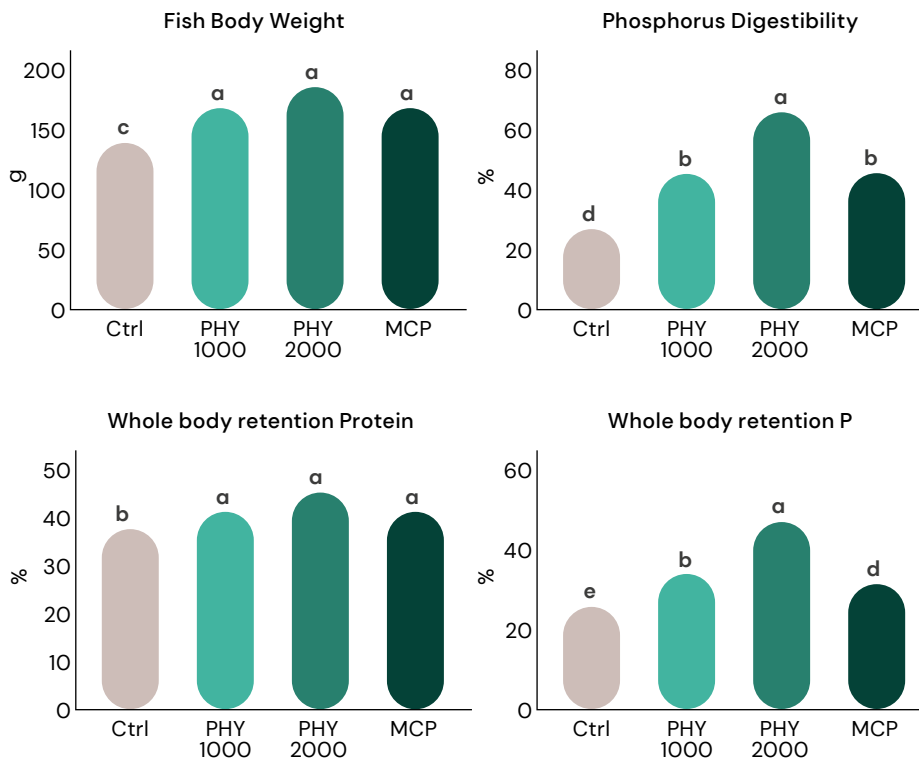 Fish Body Weight
200
150
100
50
0
g
c
a
a
a
Ctrl
PHY
1000
PHY
2000
MCP
Phosphorus Digestibility
80
60
40
20
0
%
d
b
a
b
Ctrl
PHY
1000
PHY
2000
MCP
Whole body retention Protein
50
40
30
20
10
0
%
b
a
a
a
Ctrl
PHY
1000
PHY
2000
MCP
Whole body retention P
60
40
20
0
%
e
b
a
d
Ctrl
PHY
1000
PHY
2000
MCP